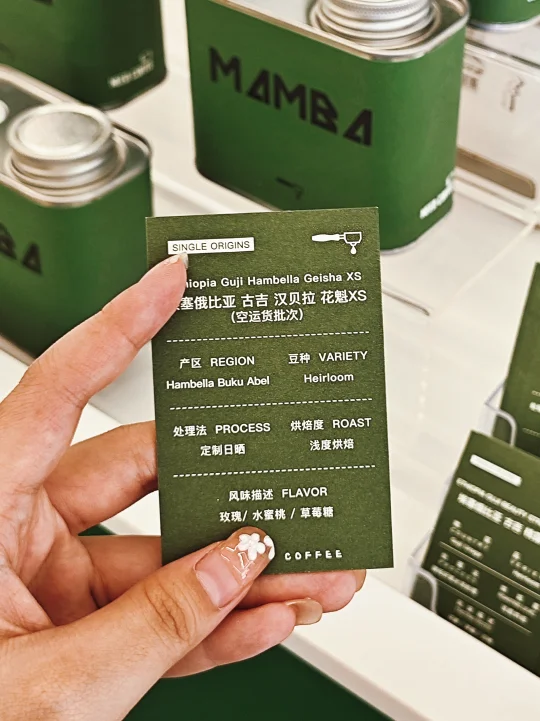 MAMBA
SINGLE ORIGINS
Guji Hambella Geisha XS
塞俄比亚 古吉 汉贝拉 花魁XS
(空运货批次)
产区 REGION
Hambella Buku Abel
豆种 VARIETY
Heirloom
处理法 PROCESS
定制日晒
烘焙度 ROAST
浅度烘焙
风味描述 FLAVOR
玫瑰/ 水蜜桃 / 草莓糖
COFFEE